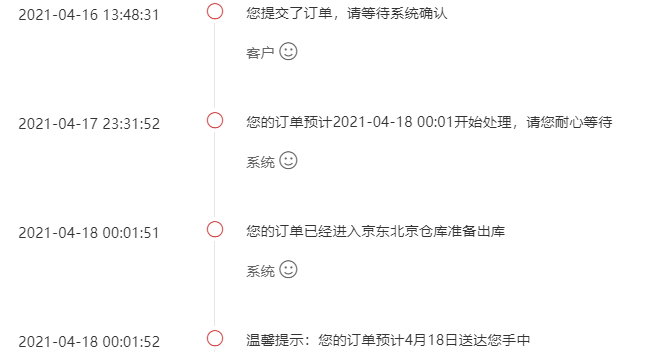 2021-04-16 13:48:31 您提交了订单，请等待系统确认
客户
2021-04-17 23:31:52 您的订单预计2021-04-18 00:01开始处理，请您耐心等待
系统
2021-04-18 00:01:51 您的订单已经进入京东北京仓库准备出库
系统
2021-04-18 00:01:52 温馨提示：您的订单预计4月18日送达您手中